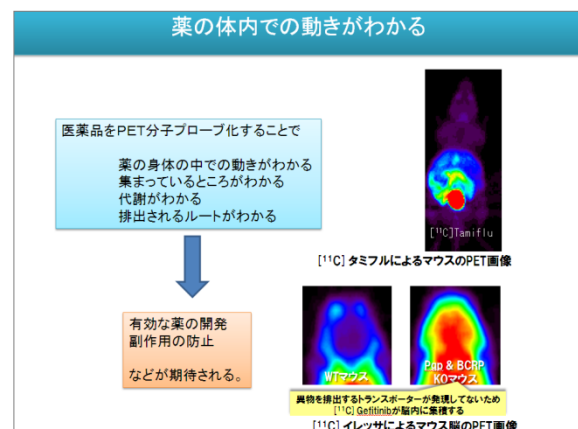 薬の体内での動きがわかる
医薬品をPET分子プローブ化することで
薬の身体の中での動きがわかる
集まっているところがわかる
代謝がわかる
排出されるルートがわかる
有効な薬の開発
副作用の防止
などが期待される。
[¹¹C]Tamiflu
[¹¹C] タミフルによるマウスのPET画像
WTマウス
Pgp & BCRP
KOマウス
異物を排出するトランスポーターが発現してないため
[¹¹C] Gefitinibが脳内に集積する
[¹¹C] イレッサによるマウス脳のPET画像